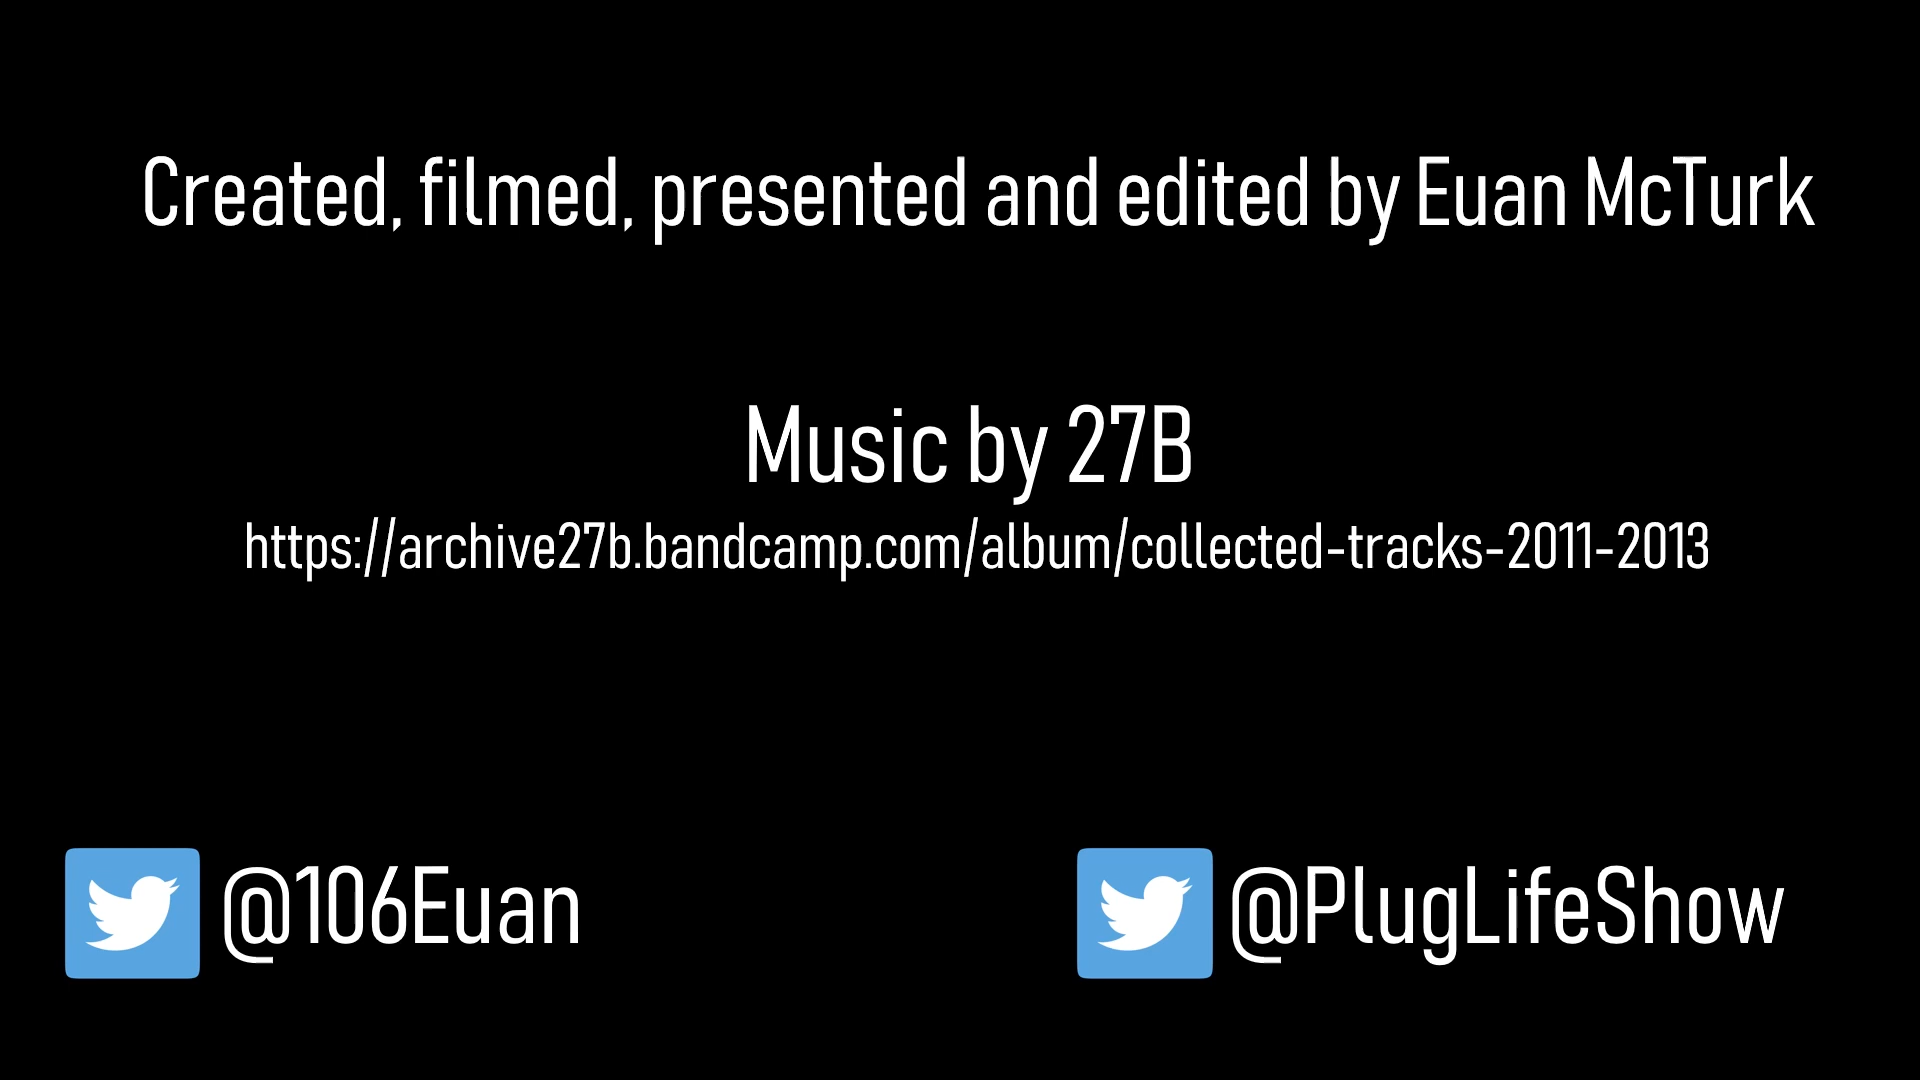 Created, filmed, presented and edited by Euan McTurk
Music by 27B
https://archive27b.bandcamp.com/album/collected-tracks-2011-2013
@106Euan
@PlugLifeShow